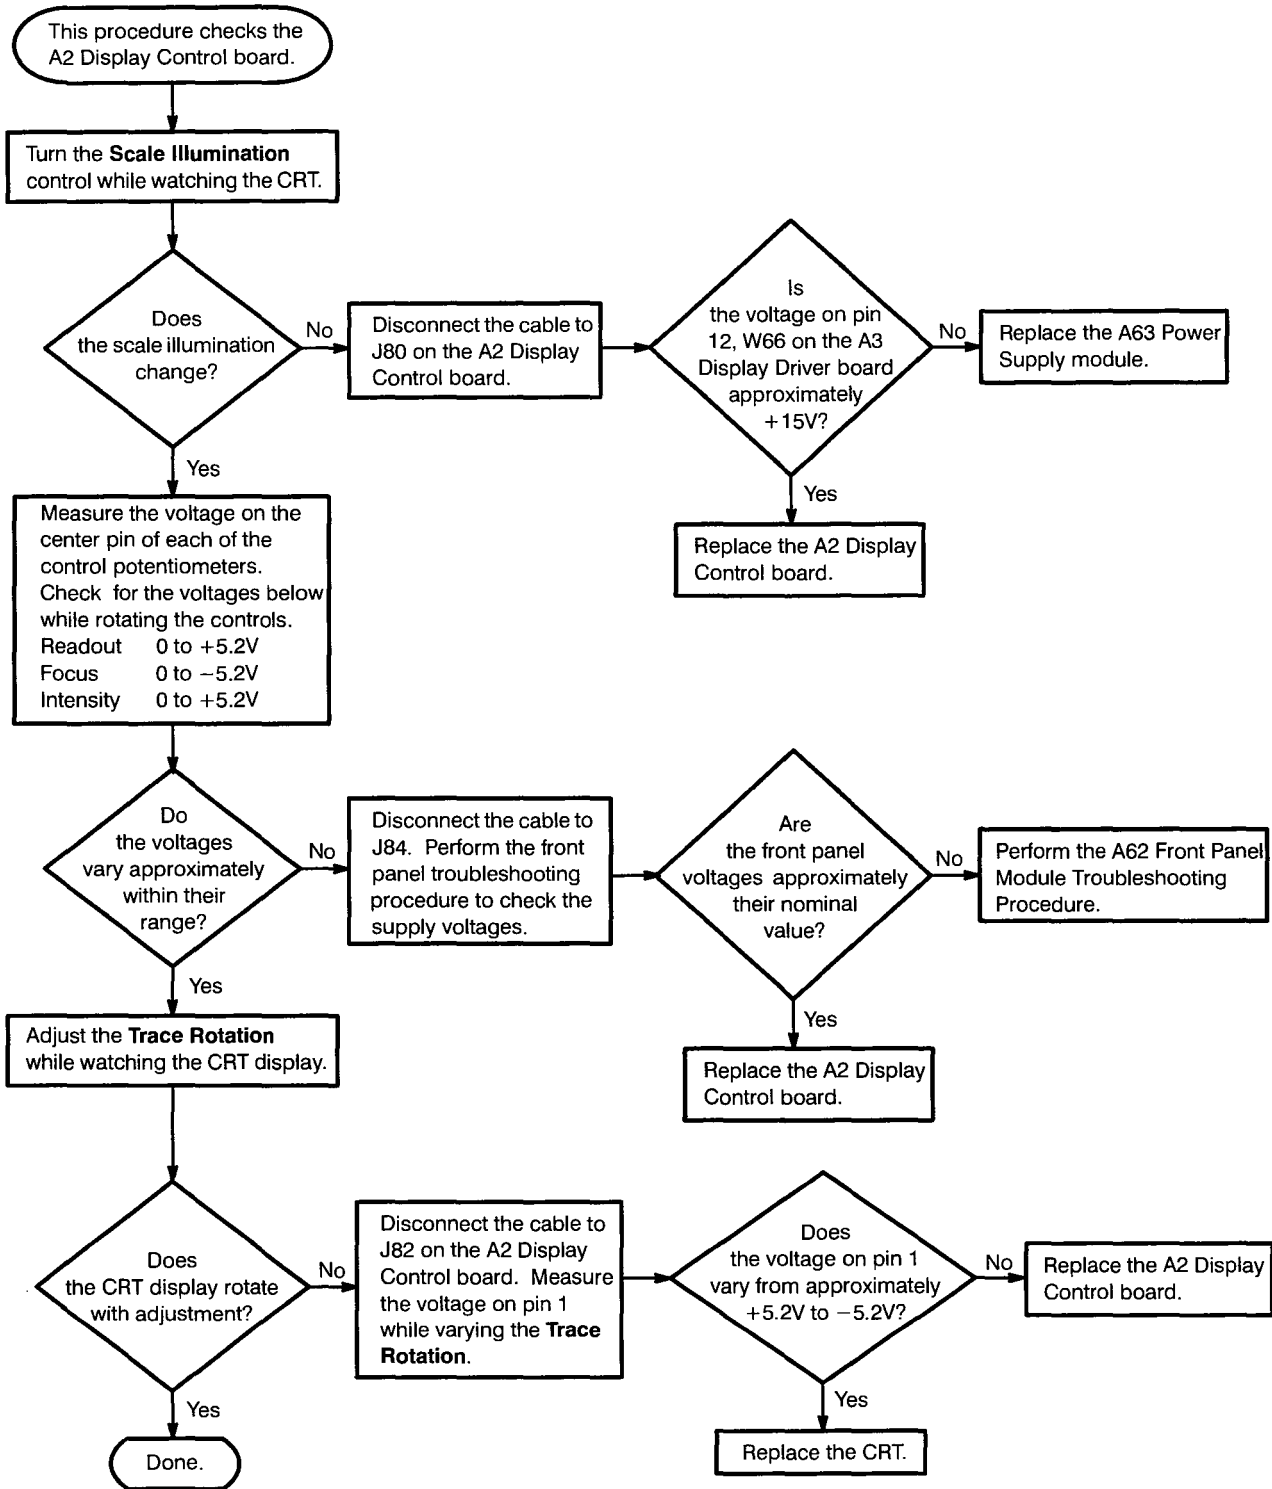 This procedure checks the
A2 Display Control board.
Turn the Scale Illumination
control while watching the CRT.
Does
the scale illumination
change?
No
Disconnect the cable to
J80 on the A2 Display
Control board.
Is
the voltage on pin
12, W66 on the A3
Display Driver board
approximately
+15V?
No
Replace the A63 Power
Supply module.
Yes
Replace the A2 Display
Control board.
Yes
Measure the voltage on the
center pin of each of the
control potentiometers.
Check for the voltages below
while rotating the controls.
Readout 0 to +5.2V
Focus 0 to −5.2V
Intensity 0 to +5.2V
Do
the voltages
vary approximately
within their
range?
No
Disconnect the cable to
J84. Perform the front
panel troubleshooting
procedure to check the
supply voltages.
Are
the front panel
voltages approximately
their nominal
value?
No
Perform the A62 Front Panel
Module Troubleshooting
Procedure.
Yes
Replace the A2 Display
Control board.
Yes
Adjust the Trace Rotation
while watching the CRT display.
Does
the CRT display rotate
with adjustment?
No
Disconnect the cable to
J82 on the A2 Display
Control board. Measure
the voltage on pin 1
while varying the Trace
Rotation.
Does
the voltage on pin 1
vary from approximately
+5.2V to −5.2V?
No
Replace the A2 Display
Control board.
Yes
Replace the CRT.
Yes
Done.